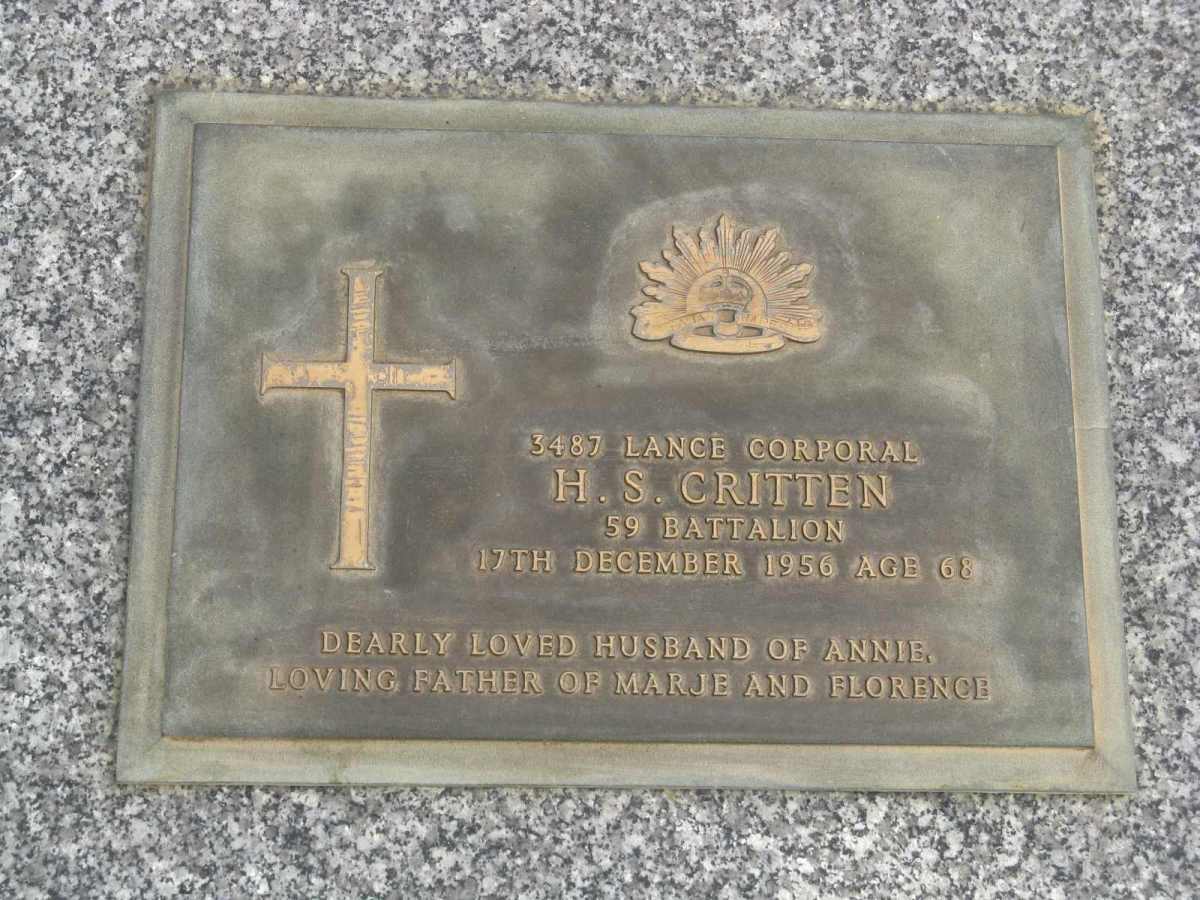 3487 LANCE CORPORAL
H. S. CRITTEN
59 BATTALION
17TH DECEMBER 1956 AGE 68
DEARLY LOVED HUSBAND OF ANNIE.
LOVING FATHER OF MARJE AND FLORENCE